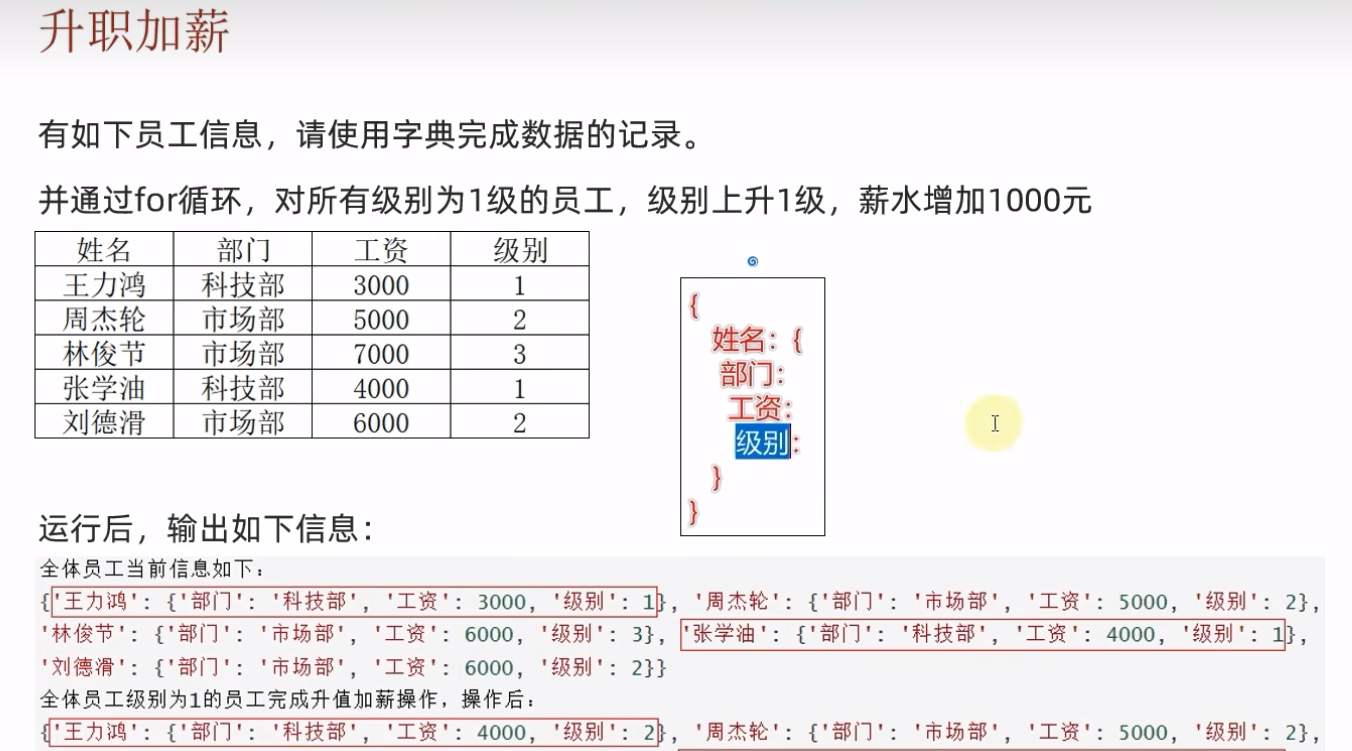 升职加薪
有如下员工信息，请使用字典完成数据的记录。
并通过for循环，对所有级别为1级的员工，级别上升1级，薪水增加1000元
姓名 部门 工资 级别
王力鸿 科技部 3000 1
周杰轮 市场部 5000 2
林俊节 市场部 7000 3
张学油 科技部 4000 1
刘德滑 市场部 6000 2
{
姓名：{
部门：
工资：
级别：
}
}
运行后，输出如下信息：
全体员工当前信息如下：
{'王力鸿': {'部门': '科技部', '工资': 3000, '级别': 1}, '周杰轮': {'部门': '市场部', '工资': 5000, '级别': 2},
'林俊节': {'部门': '市场部', '工资': 6000, '级别': 3}, '张学油': {'部门': '科技部', '工资': 4000, '级别': 1},
'刘德滑': {'部门': '市场部', '工资': 6000, '级别': 2}}
全体员工级别为1的员工完成升值加薪操作，操作后：
{'王力鸿': {'部门': '科技部', '工资': 4000, '级别': 2}, '周杰轮': {'部门': '市场部', '工资': 5000, '级别': 2},